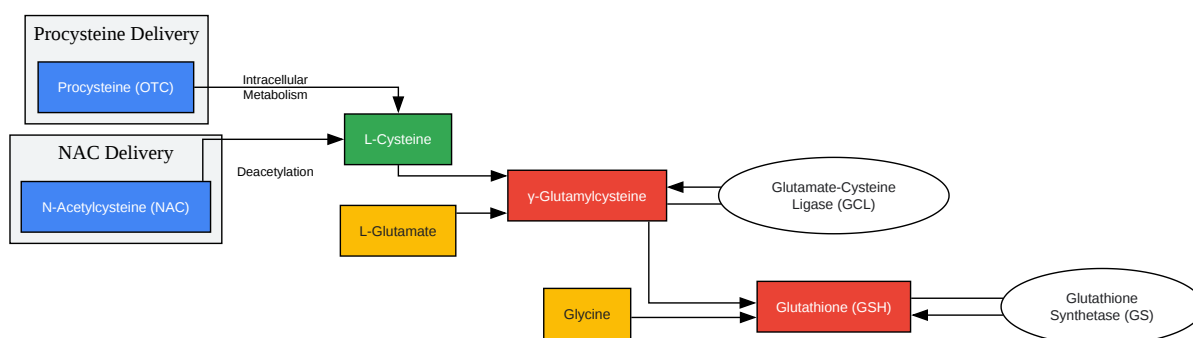 Procysteine Delivery
Procysteine (OTC)
Intracellular
Metabolism
NAC Delivery
N-Acetylcysteine (NAC)
Deacetylation
L-Cysteine
L-Glutamate
γ-Glutamylcysteine
Glutamate-Cysteine
Ligase (GCL)
Glycine
Glutathione (GSH)
Glutathione
Synthetase (GS)